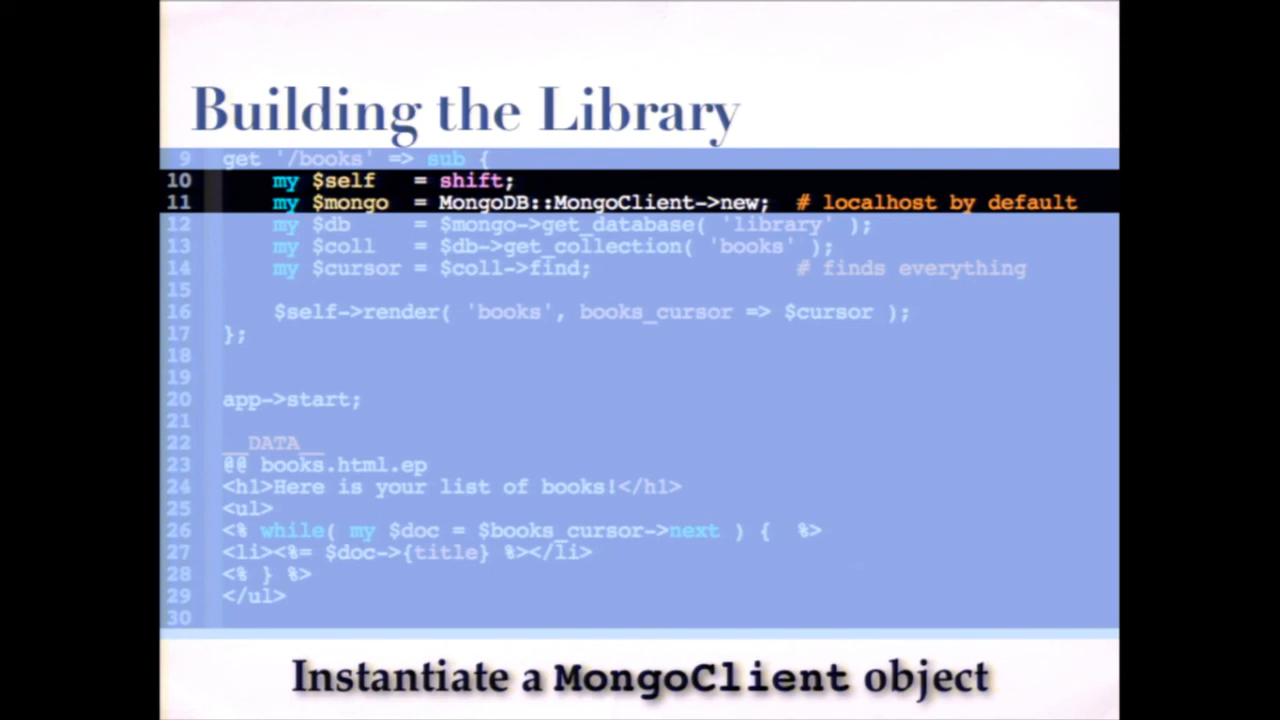 Building the Library
9 get '/books' => sub {
10 my $self = shift;
11 my $mongo = MongoDB::MongoClient->new; # localhost by default
12 my $db = $mongo->get_database( 'library' );
13 my $coll = $db->get_collection( 'books' );
14 my $cursor = $coll->find; # finds everything
15
16 $self->render( 'books', books_cursor => $cursor );
17 };
18
19
20 app->start;
21
22 __DATA__
23 @@ books.html.ep
24 <h1>Here is your list of books!</h1>
25 <ul>
26 <% while( my $doc = $books_cursor->next ) { %>
27 <li><%= $doc->{title} %></li>
28 <% } %>
29 </ul>
30
Instantiate a MongoClient object